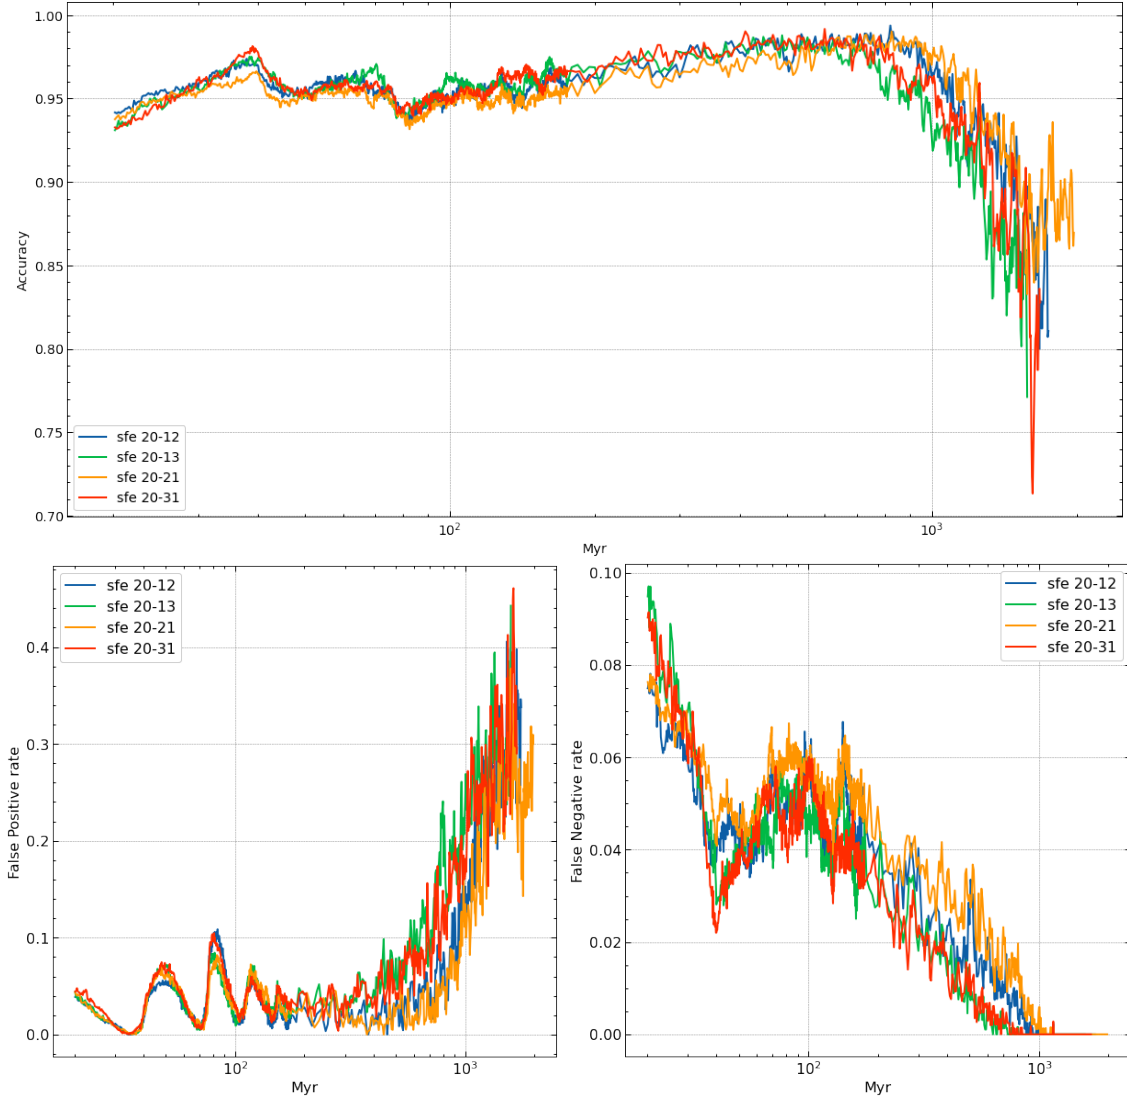 1.00
0.95
0.90
0.85
0.80
0.75
0.70
Accuracy
sfe 20-12
sfe 20-13
sfe 20-21
sfe 20-31
10²
10³
Myr
0.4
0.3
0.2
0.1
0.0
False Positive rate
sfe 20-12
sfe 20-13
sfe 20-21
sfe 20-31
10²
10³
Myr
0.10
0.08
0.06
0.04
0.02
0.00
False Negative rate
sfe 20-12
sfe 20-13
sfe 20-21
sfe 20-31
10²
10³
Myr